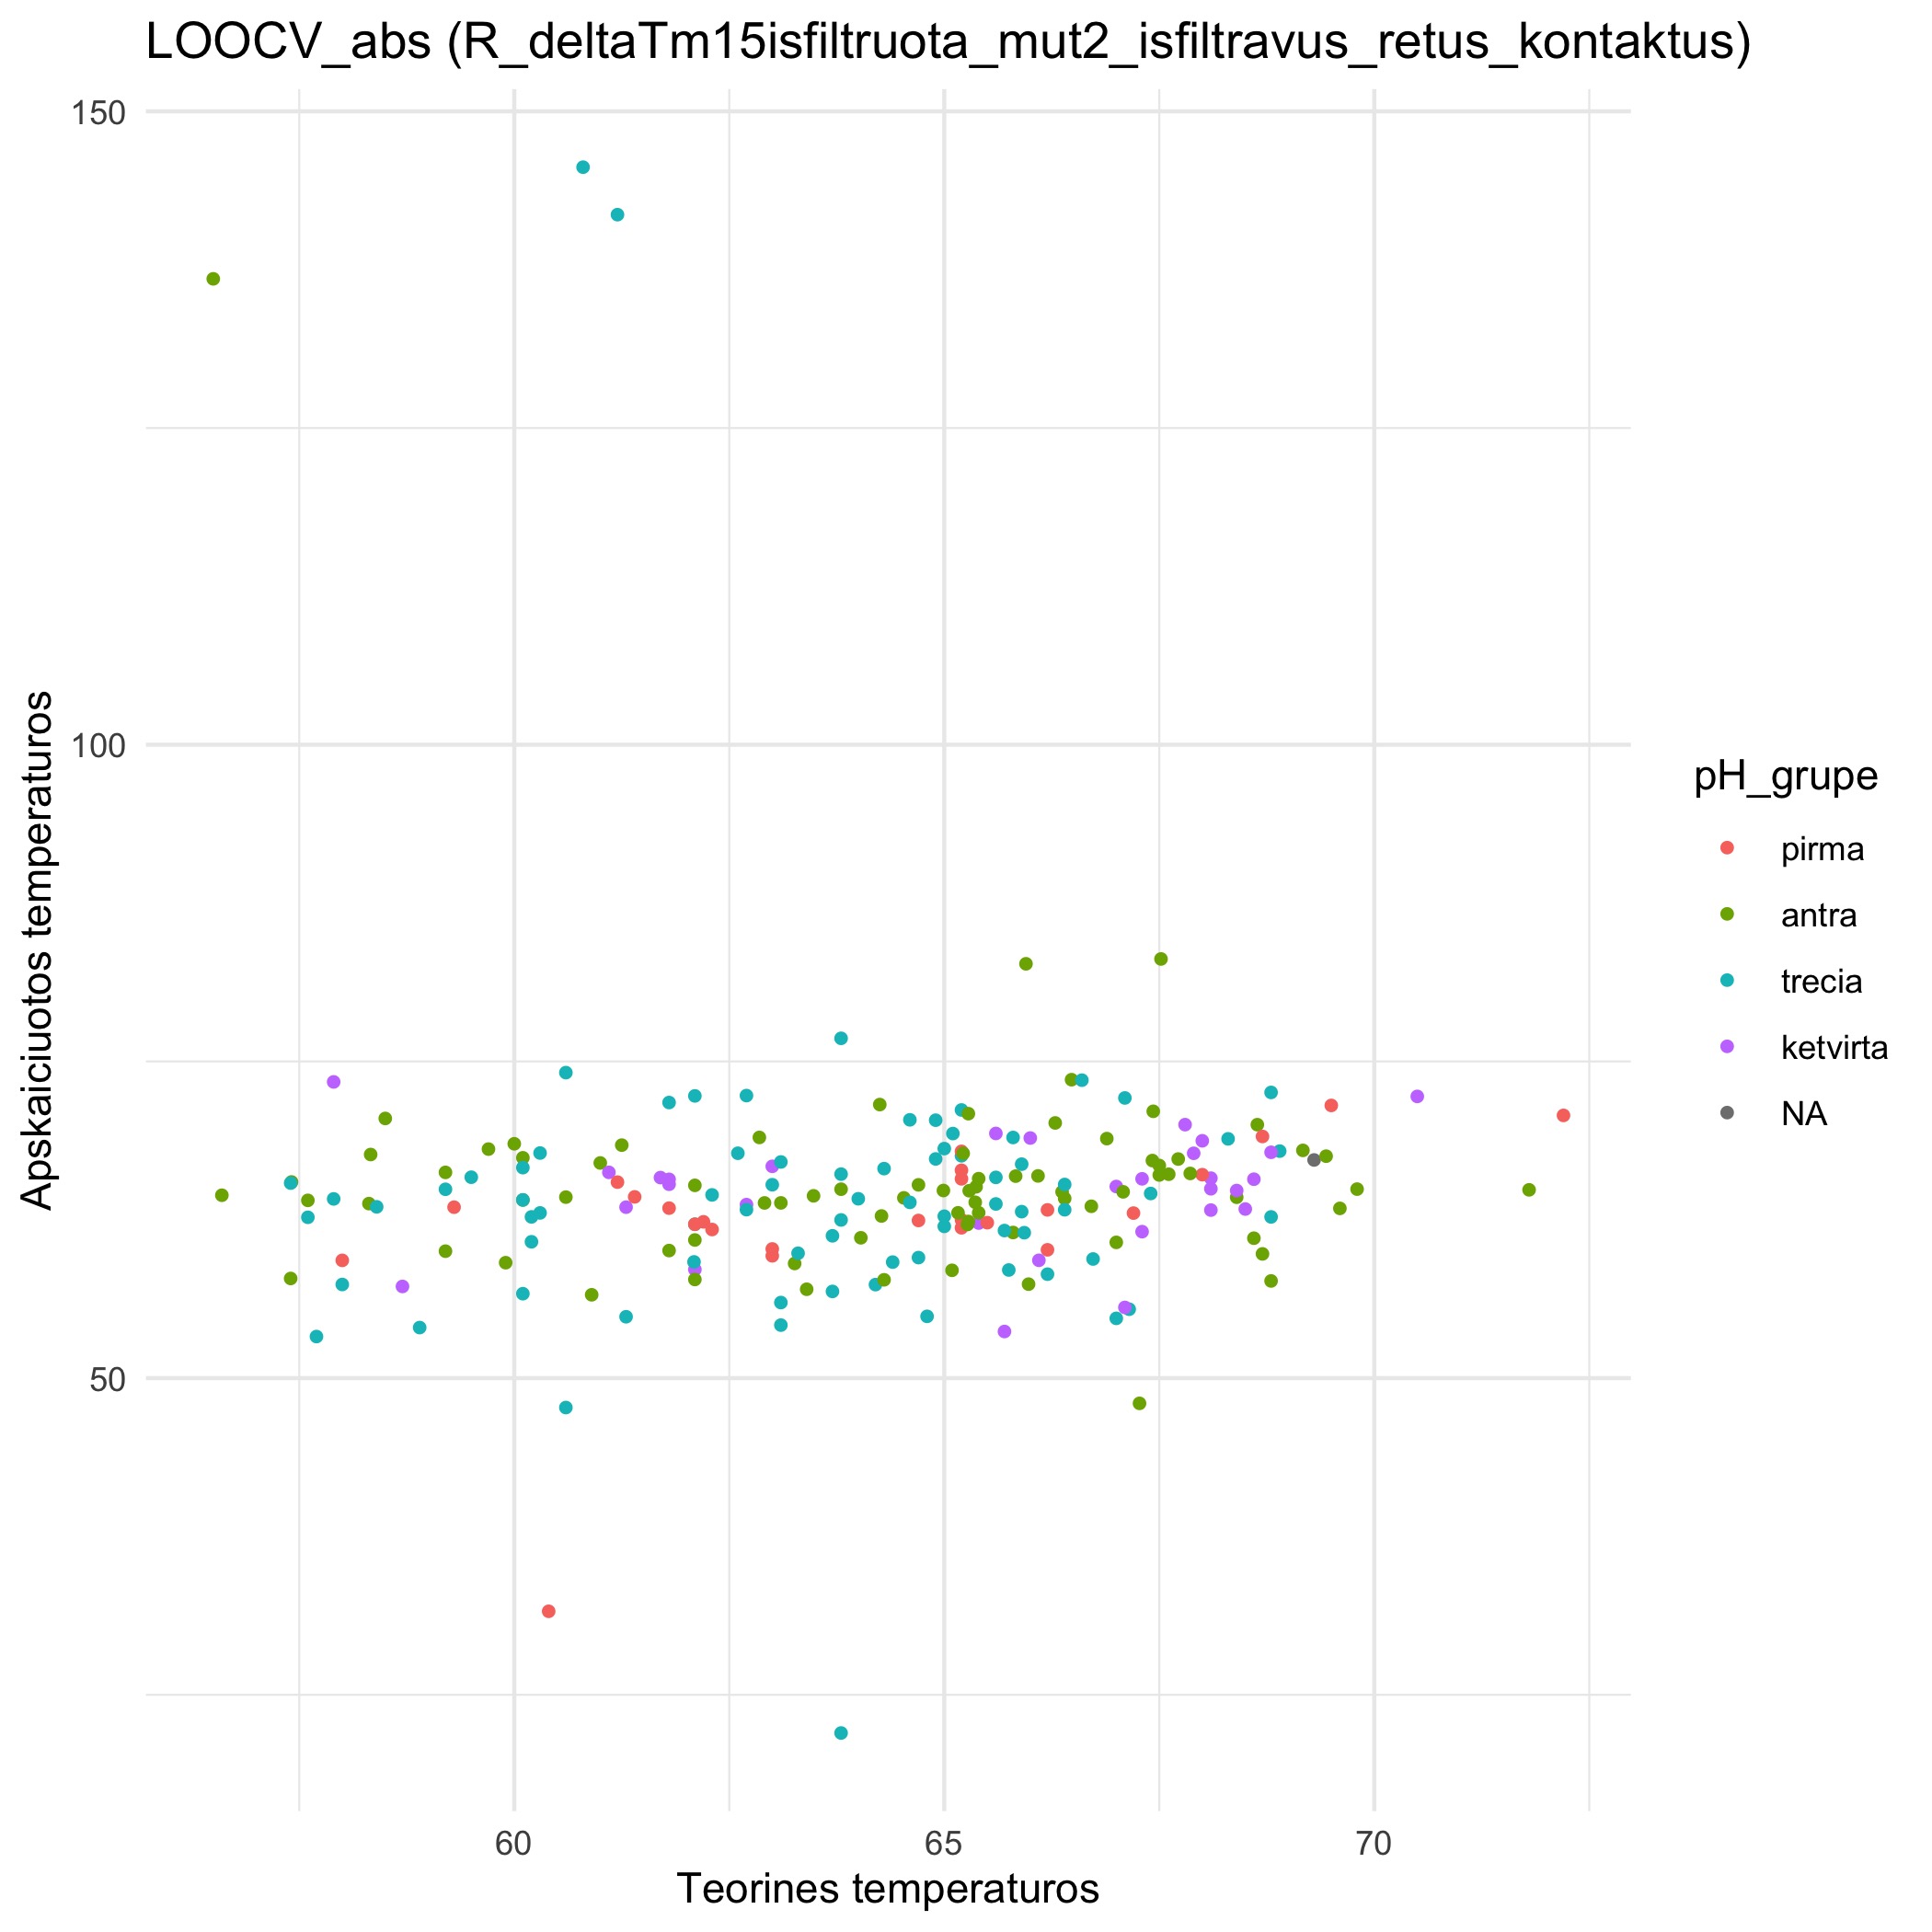 LOOCV_abs (R_deltaTm15isfiltruota_mut2_isfiltravus_retus_kontaktus)
150
100
50
Apskaiciuotos temperaturos
60
65
70
Teorines temperaturos
pH_grupe
pirma
antra
trecia
ketvirta
NA